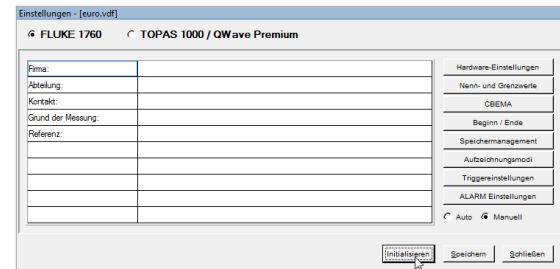 Einstellungen - [euro.vdf]
FLUKE 1760 TOPAS 1000 / QWave Premium
Firma:
Abteilung:
Kontakt:
Grund der Messung:
Referenz:
Hardware-Einstellungen
Nenn- und Grenzwerte
CBEMA
Beginn / Ende
Speichermanagement
Aufzeichnungsmodi
Triggereinstellungen
ALARM Einstellungen
Auto Manuell
Initialisieren Speichern Schließen